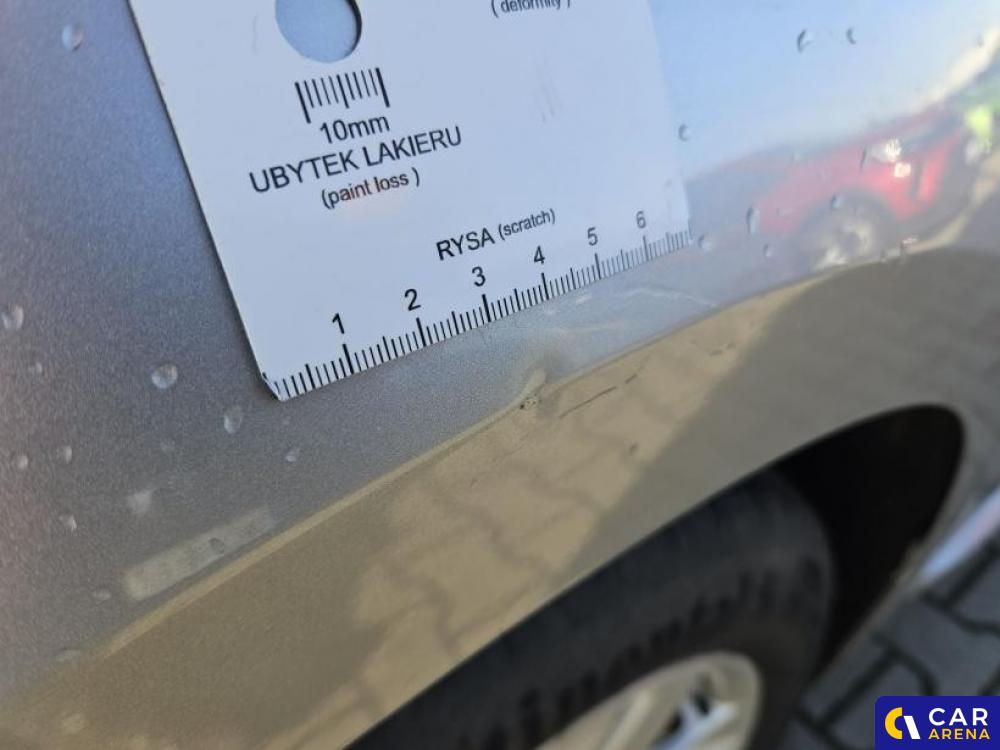 (deformity)
10mm
UBYTEK LAKIERU
(paint loss )
RYSA (scratch)
1 2 3 4 5 6
CAR
ARENA